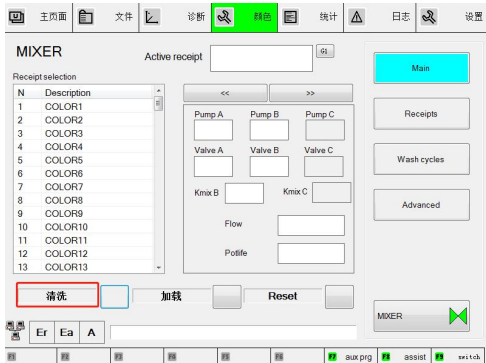 主页面 文件 诊断 颜色 统计 日志 设置
MIXER
Active receipt
G1
Receipt selection
N Description
1 COLOR1
2 COLOR2
3 COLOR3
4 COLOR4
5 COLOR5
6 COLOR6
7 COLOR7
8 COLOR8
9 COLOR9
10 COLOR10
11 COLOR11
12 COLOR12
13 COLOR13
<< >>
Pump A Pump B Pump C
Valve A Valve B Valve C
Kmix B Kmix C
Flow
Potlife
Main
Receipts
Wash cycles
Advanced
清洗 加载 Reset
MIXER
Er Ea A
F1 F2 F3 F4 F5 F6 F7 aux prg F8 assist F9 switch